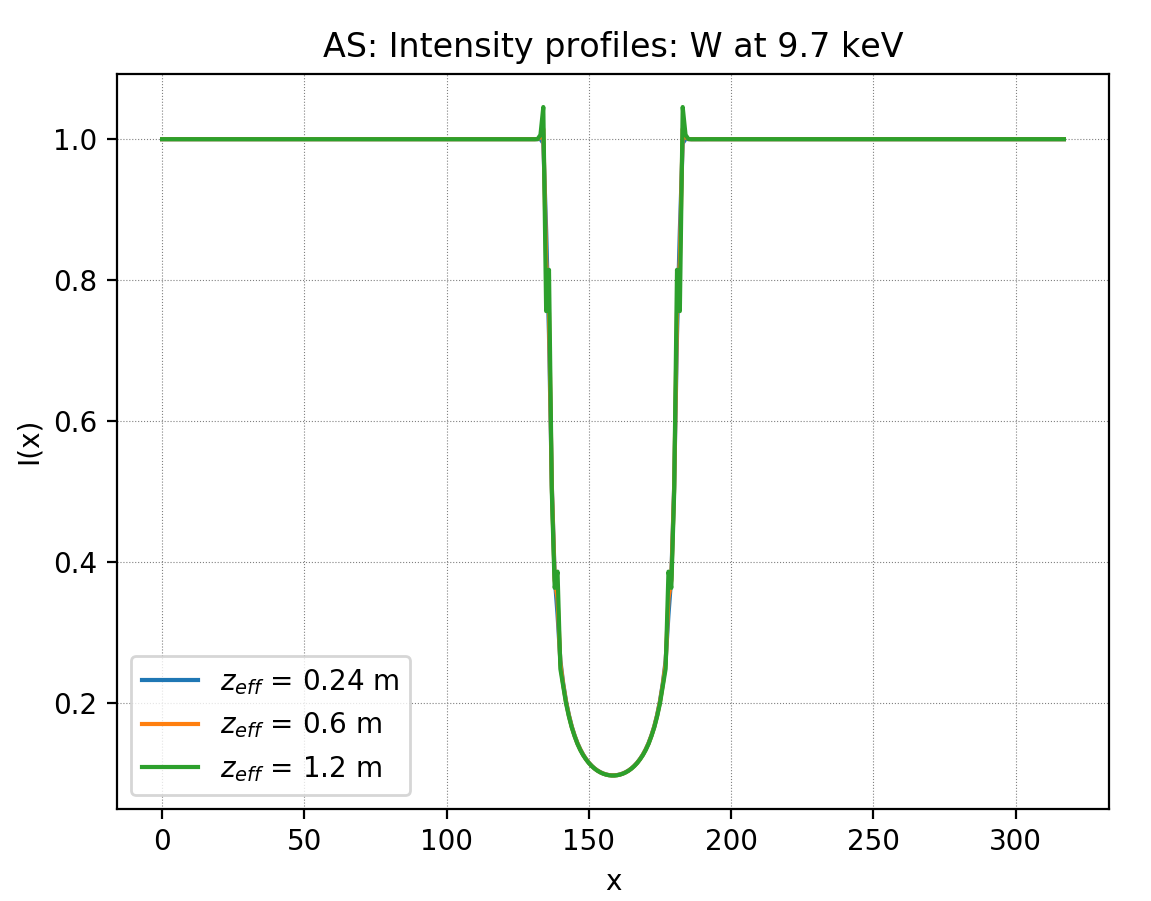 AS: Intensity profiles: W at 9.7 keV
1.0
0.8
0.6
0.4
0.2
I(x)
z_eff = 0.24 m
z_eff = 0.6 m
z_eff = 1.2 m
0 50 100 150 200 250 300
x